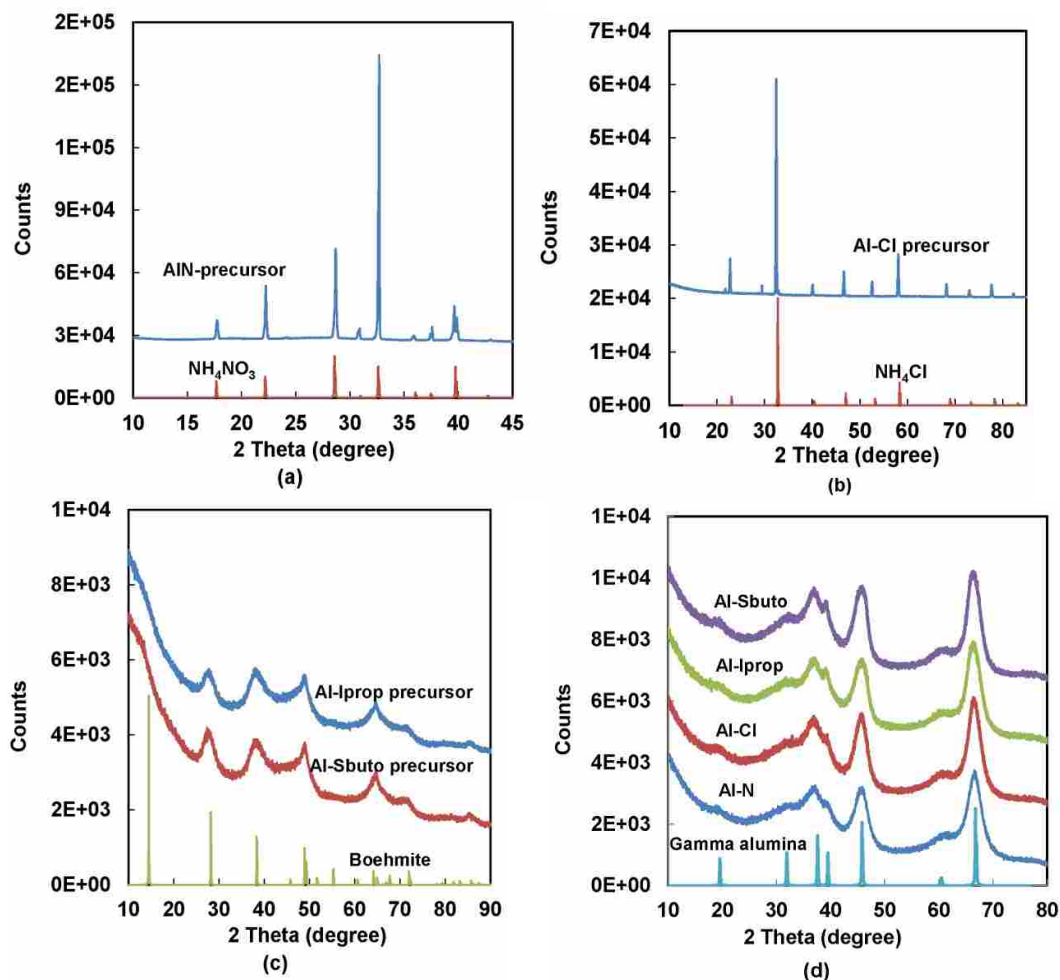 2E+05
2E+05
1E+05
9E+04
6E+04
3E+04
0E+00
Counts
AlN-precursor
NH₄NO₃
10 15 20 25 30 35 40 45
2 Theta (degree)
(a)
7E+04
6E+04
5E+04
4E+04
3E+04
2E+04
1E+04
0E+00
Counts
Al-Cl precursor
NH₄Cl
10 20 30 40 50 60 70 80
2 Theta (degree)
(b)
1E+04
8E+03
6E+03
4E+03
2E+03
0E+00
Counts
Al-Iprop precursor
Al-Sbuto precursor
Boehmite
10 20 30 40 50 60 70 80 90
2 Theta (degree)
(c)
1E+04
1E+04
8E+03
6E+03
4E+03
2E+03
0E+00
Counts
Al-Sbuto
Al-Iprop
Al-Cl
Al-N
Gamma alumina
10 20 30 40 50 60 70 80
2 Theta (degree)
(d)